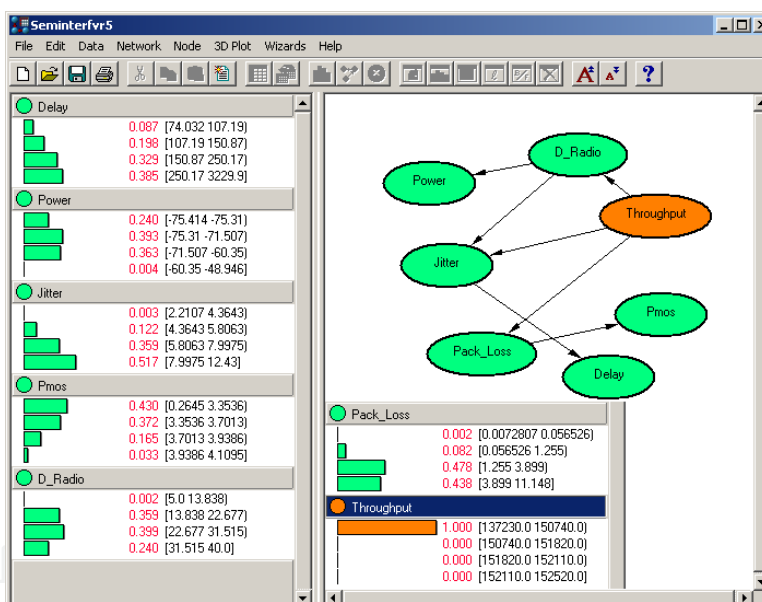 Seminterfvr5
File Edit Data Network Node 3D Plot Wizards Help
Delay
0.087 [74.032 107.19)
0.198 [107.19 150.87)
0.329 [150.87 250.17)
0.385 [250.17 3229.9]
Power
0.240 [-75.414 -75.31)
0.393 [-75.31 -71.507)
0.363 [-71.507 -60.35)
0.004 [-60.35 -48.946]
Jitter
0.003 [2.2107 4.3643)
0.122 [4.3643 5.8063)
0.359 [5.8063 7.9975)
0.517 [7.9975 12.43]
Pmos
0.430 [0.2645 3.3536)
0.372 [3.3536 3.7013)
0.165 [3.7013 3.9386)
0.033 [3.9386 4.1095]
D_Radio
0.002 [5.0 13.838)
0.359 [13.838 22.677)
0.399 [22.677 31.515)
0.240 [31.515 40.0]
D_Radio
Power
Throughput
Jitter
Pmos
Pack_Loss
Delay
Pack_Loss
0.002 [0.0072807 0.056526)
0.082 [0.056526 1.255)
0.478 [1.255 3.899)
0.438 [3.899 11.148]
Throughput
1.000 [137230.0 150740.0)
0.000 [150740.0 151820.0)
0.000 [151820.0 152110.0)
0.000 [152110.0 152520.0]